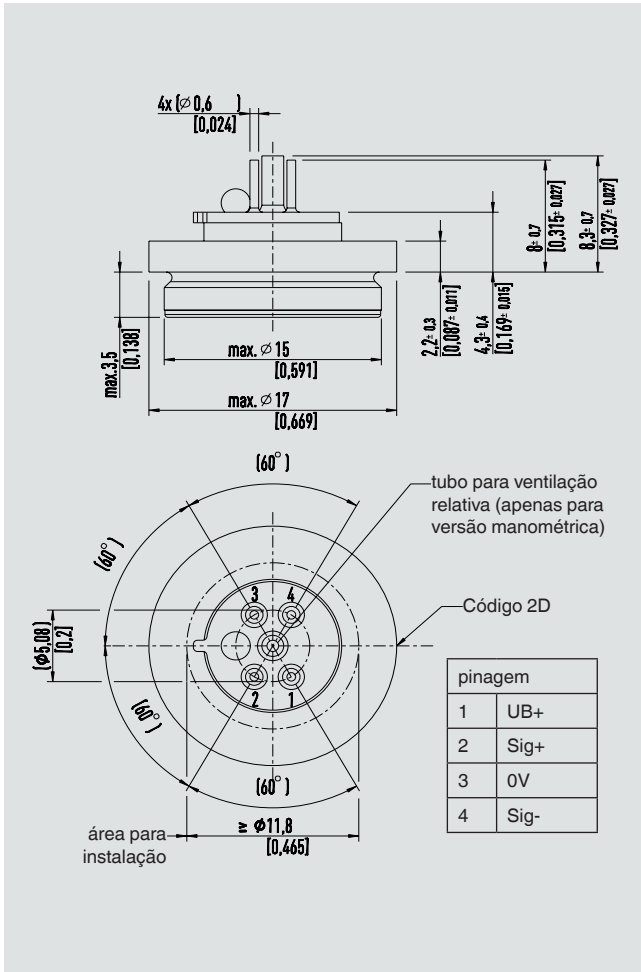 4x (⌀ 0,6 )
[0,024]
8± 0,7
[0,315± 0,027]
8,3± 0,7
[0,327± 0,027]
2,2± 0,3
[0,087± 0,011]
4,3± 0,4
[0,169± 0,015]
max.3,5
[0,138]
max. ⌀ 15
[0,591]
max. ⌀ 17
[0,669]
(60°)
tubo para ventilação
relativa (apenas para
versão manométrica)
(60°)
3 4
Código 2D
(⌀5,08)
[0,2]
2 1
(60°)
(60°)
≥ ⌀11,8
[0,465]
área para
instalação
pinagem
1 UB+
2 Sig+
3 0V
4 Sig-